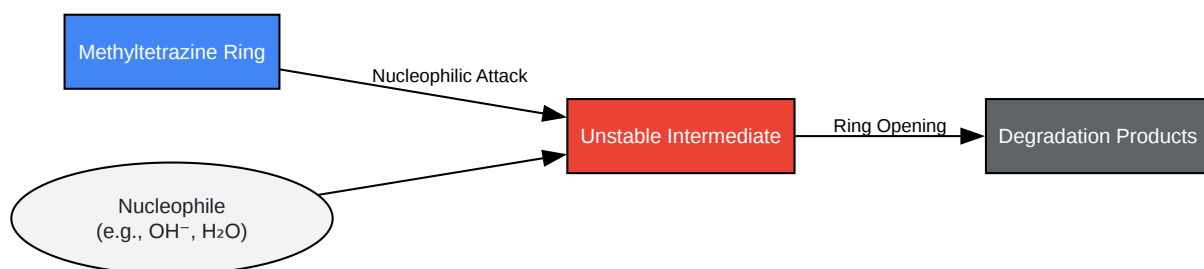 Methyltetrazine Ring
Nucleophilic Attack
Nucleophile
(e.g., OH⁻, H₂O)
Unstable Intermediate
Ring Opening
Degradation Products